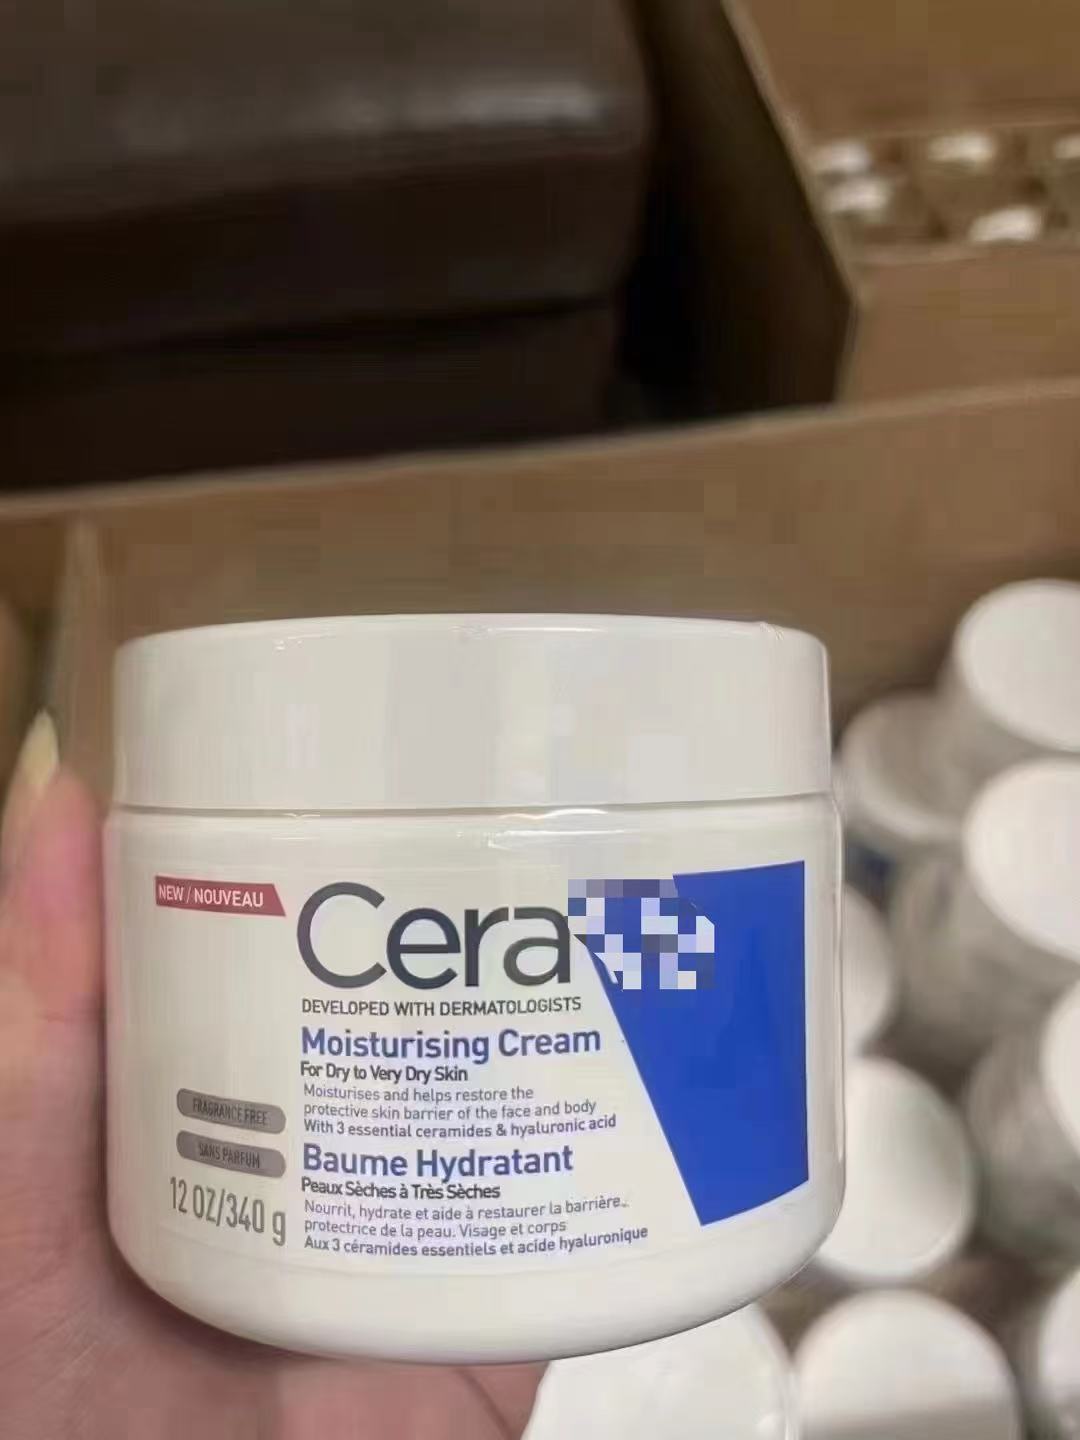 NEW / NOUVEAU
Cera
DEVELOPED WITH DERMATOLOGISTS
Moisturising Cream
For Dry to Very Dry Skin
Moisturises and helps restore the
protective skin barrier of the face and body
With 3 essential ceramides & hyaluronic acid
FRAGRANCE FREE
SANS PARFUM
12 OZ/340 g
Baume Hydratant
Peaux Sèches à Très Sèches
Nourrit, hydrate et aide à restaurer la barrière
protectrice de la peau. Visage et corps
Aux 3 céramides essentiels et acide hyaluronique